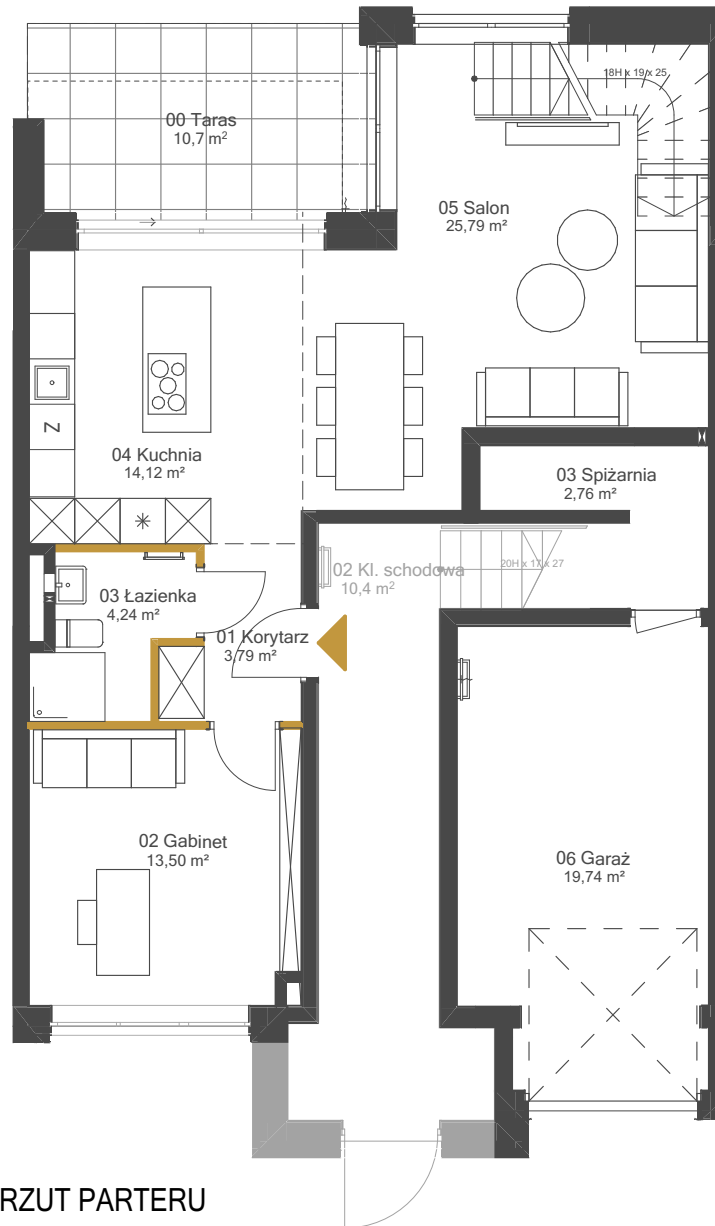 18H x 19 x 25
00 Taras
10,7 m²
05 Salon
25,79 m²
Z
04 Kuchnia
14,12 m²
03 Spiżarnia
2,76 m²
02 Kl. schodowa
10,4 m²
20H x 17 x 27
03 Łazienka
4,24 m²
01 Korytarz
3,79 m²
02 Gabinet
13,50 m²
06 Garaż
19,74 m²
RZUT PARTERU